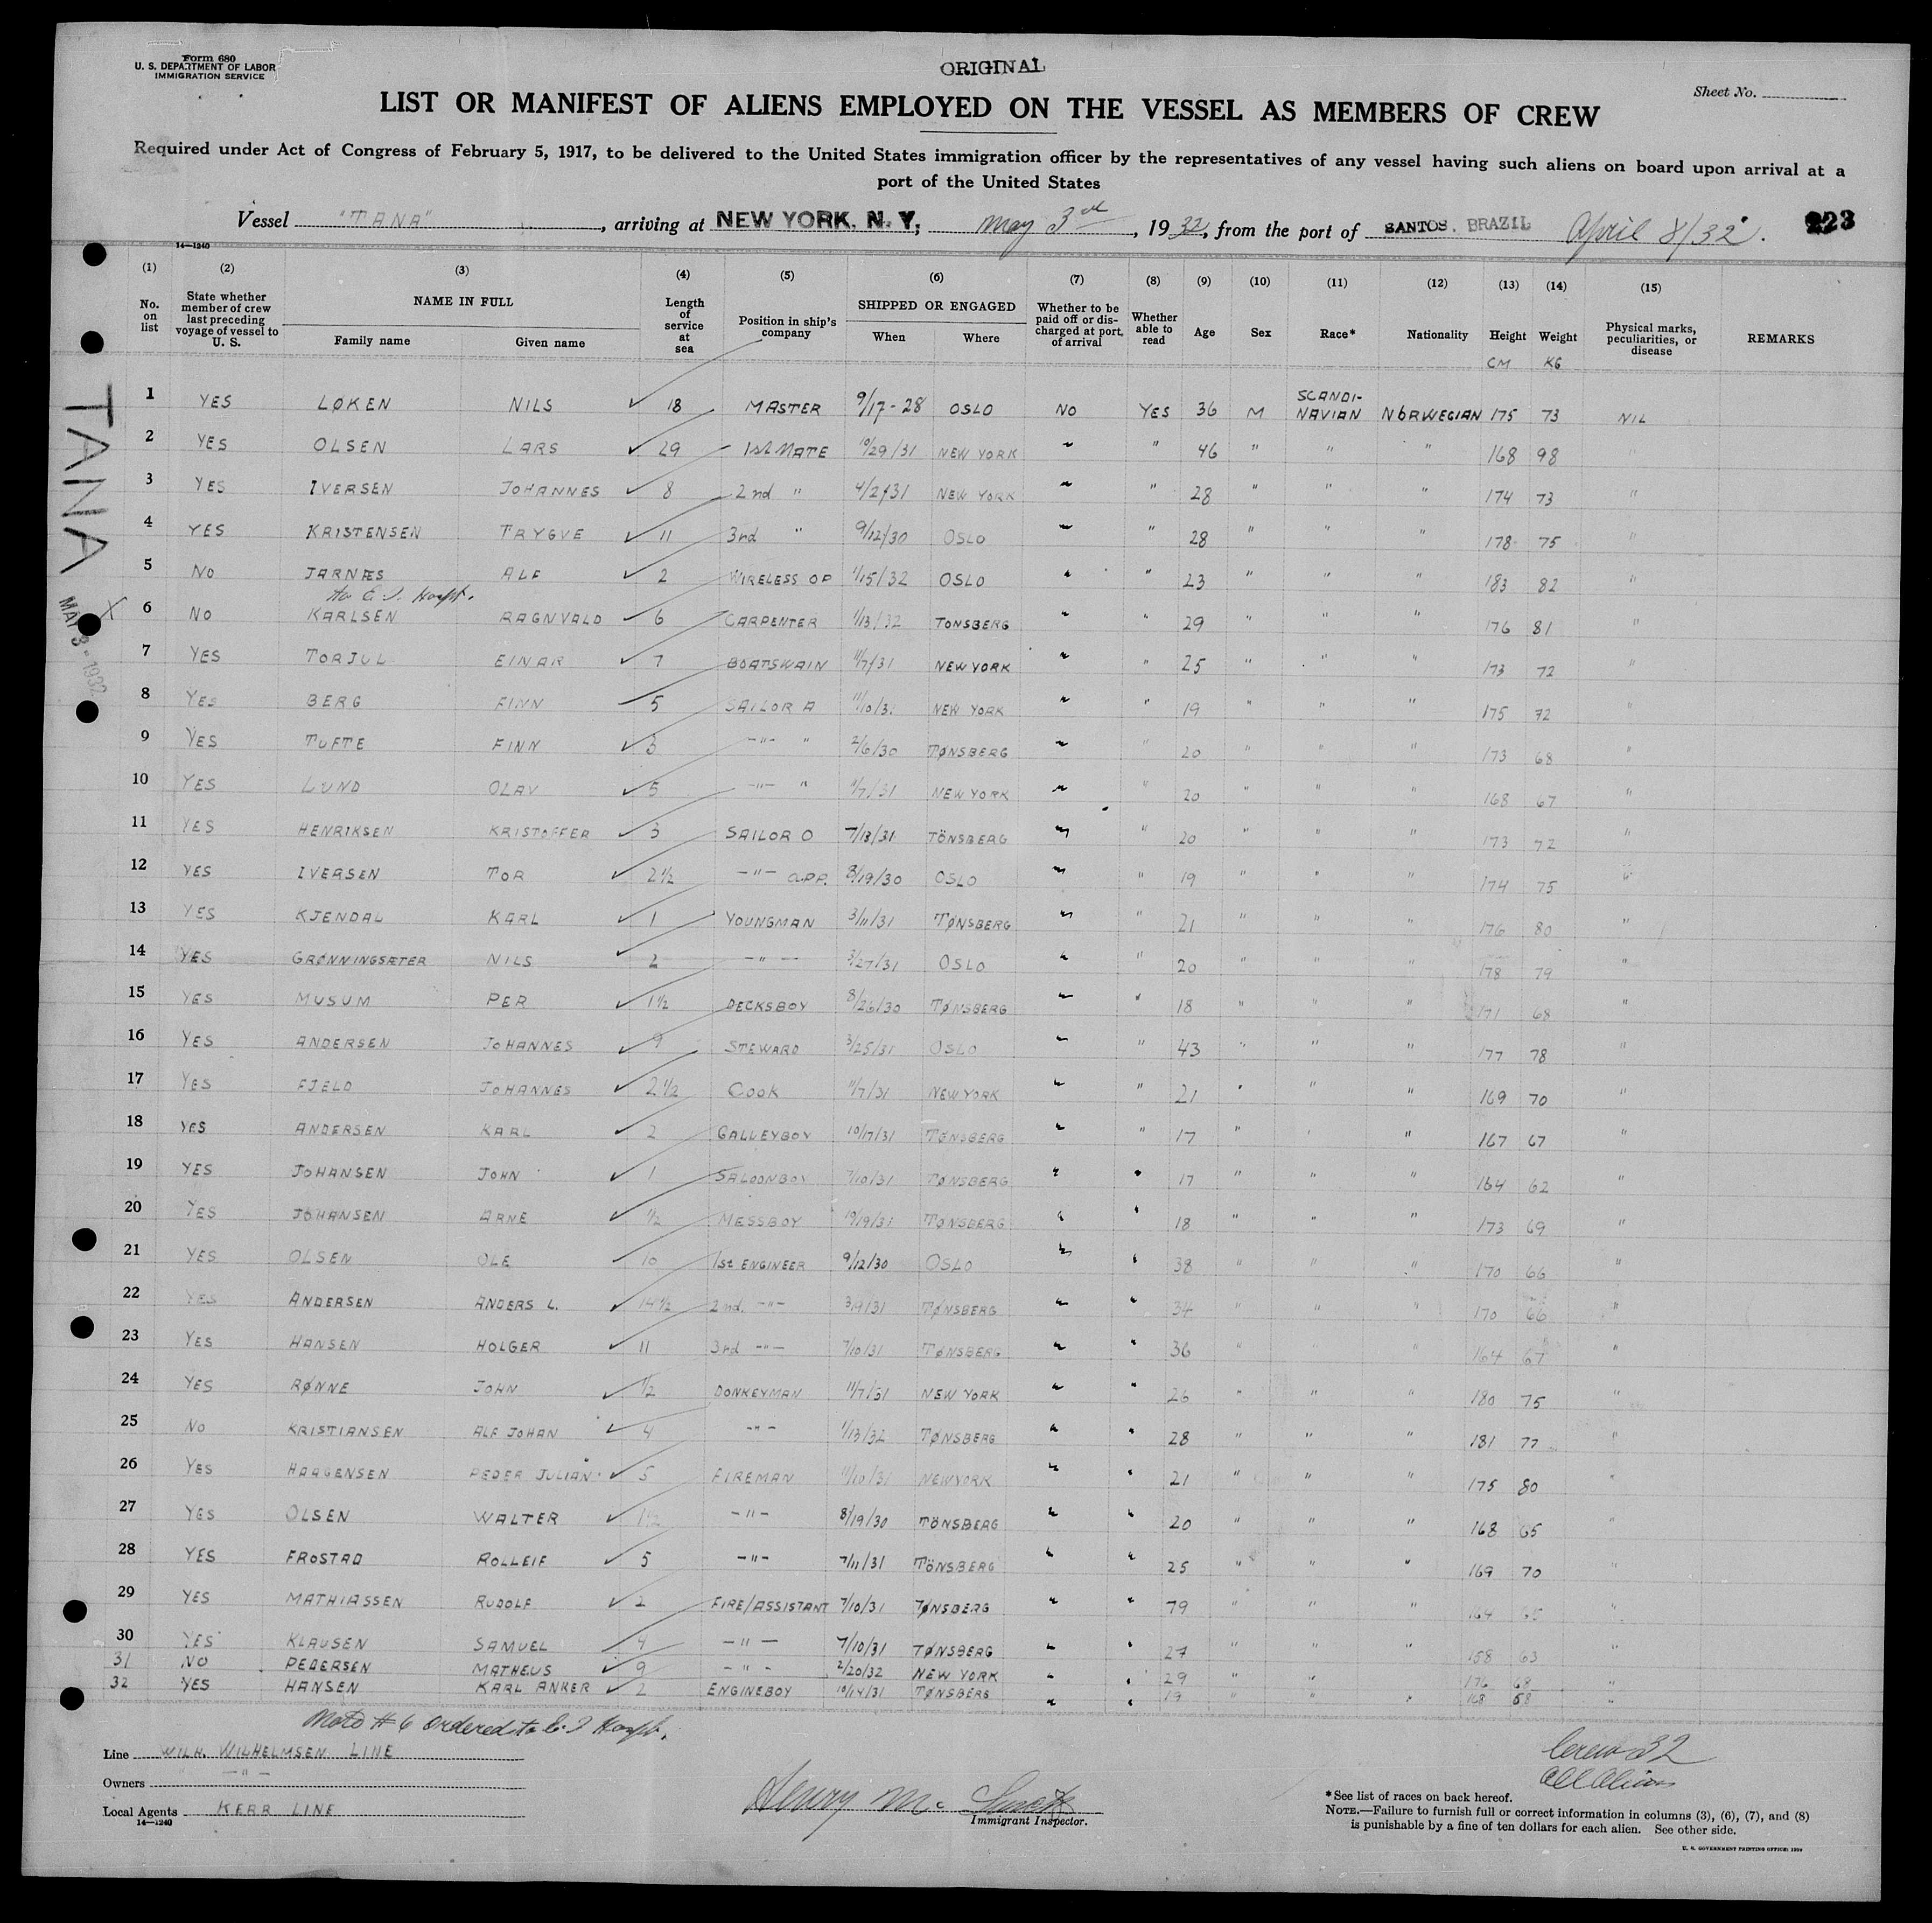 Form 680
U. S. DEPARTMENT OF LABOR
IMMIGRATION SERVICE
ORIGINAL
Sheet No.
LIST OR MANIFEST OF ALIENS EMPLOYED ON THE VESSEL AS MEMBERS OF CREW
Required under Act of Congress of February 5, 1917, to be delivered to the United States immigration officer by the representatives of any vessel having such aliens on board upon arrival at a
port of the United States
Vessel "TANA", arriving at NEW YORK, N. Y., May 3rd, 1932, from the port of SANTOS, BRAZIL April 8/32. 223
14—1240
(1) (2) (3) (4) (5) (6) (7) (8) (9) (10) (11) (12) (13) (14) (15)
No. on list | State whether member of crew last preceding voyage of vessel to U. S. | NAME IN FULL Family name Given name | Length of service at sea | Position in ship's company | SHIPPED OR ENGAGED When Where | Whether to be paid off or discharged at port of arrival | Whether able to read | Age | Sex | Race* | Nationality | Height CM | Weight KG | Physical marks, peculiarities, or disease | REMARKS
1 YES LØKEN NILS ✓ 18 MASTER 9/17-28 OSLO NO YES 36 M SCANDI-NAVIAN NORWEGIAN 175 73 NIL
2 YES OLSEN LARS ✓ 29 1st MATE 10/29/31 NEW YORK " " 46 " " " 168 98 "
3 YES IVERSEN JOHANNES ✓ 8 2nd " 4/2/31 NEW YORK " " 28 " " " 174 73 "
4 YES KRISTENSEN TRYGVE ✓ 11 3rd " 9/12/30 OSLO " " 28 " " " 178 75 "
5 NO JARNÆS ALF ✓ 2 WIRELESS OP 1/15/32 OSLO " " 23 " " " 183 82 "
to E. I. Hospt.
6 NO KARLSEN RAGNVALD ✓ 6 CARPENTER 1/13/32 TONSBERG " " 29 " " " 176 81 "
7 YES TORJUL EINAR ✓ 7 BOATSWAIN 11/7/31 NEW YORK " " 25 " " " 173 72 "
8 YES BERG FINN ✓ 5 SAILOR A 11/10/31 NEW YORK " " 19 " " " 175 72 "
9 YES TUFTE FINN ✓ 3 -"- " 2/6/30 TØNSBERG " " 20 " " " 173 68 "
10 YES LUND OLAV ✓ 5 -"- " 11/7/31 NEW YORK " " 20 " " " 168 67 "
11 YES HENRIKSEN KRISTOFFER ✓ 3 SAILOR O 7/13/31 TÖNSBERG " " 20 " " " 173 72 "
12 YES IVERSEN TOR ✓ 2½ -"- APP. 8/19/30 OSLO " " 19 " " " 174 75 "
13 YES KJENDAL KARL ✓ 1 YOUNGMAN 3/11/31 TØNSBERG " " 21 " " " 176 80 "
14 YES GRØNNINGSÆTER NILS ✓ 2 -"- 3/27/31 OSLO " " 20 " " " 178 79 "
15 YES MUSUM PER ✓ 1½ DECKSBOY 8/26/30 TØNSBERG " " 18 " " " 171 68 "
16 YES ANDERSEN JOHANNES ✓ 9 STEWARD 3/25/31 OSLO " " 43 " " " 177 78 "
17 YES FJELD JOHANNES ✓ 2½ COOK 11/7/31 NEW YORK " " 21 " " " 169 70 "
18 YES ANDERSEN KARL ✓ 2 GALLEYBOY 10/17/31 TØNSBERG " " 17 " " " 167 67 "
19 YES JOHANSEN JOHN ✓ 1 SALOONBOY 7/10/31 TØNSBERG " " 17 " " " 164 62 "
20 YES JOHANSEN ARNE ✓ ½ MESSBOY 10/19/31 TØNSBERG " " 18 " " " 173 69 "
21 YES OLSEN OLE ✓ 10 1st ENGINEER 9/12/30 OSLO " " 38 " " " 170 66 "
22 YES ANDERSEN ANDERS L. ✓ 14½ 2nd. -"- 3/9/31 TØNSBERG " " 34 " " " 170 66 "
23 YES HANSEN HOLGER ✓ 11 3rd -"- 7/10/31 TØNSBERG " " 36 " " " 164 67 "
24 YES RØNNE JOHN ✓ ½ DONKEYMAN 11/7/31 NEW YORK " " 26 " " " 180 75 "
25 NO KRISTIANSEN ALF JOHAN ✓ 4 -"- 1/13/32 TØNSBERG " " 28 " " " 181 77 "
26 YES HAAGENSEN PEDER JULIAN ✓ 5 FIREMAN 11/10/31 NEW YORK " " 21 " " " 175 80 "
27 YES OLSEN WALTER ✓ 1½ -"- 8/19/30 TÖNSBERG " " 20 " " " 168 65 "
28 YES FROSTAD ROLLEIF ✓ 5 -"- 7/11/31 TÖNSBERG " " 25 " " " 169 70 "
29 YES MATHIASSEN RUDOLF ✓ 2 FIRE/ASSISTANT 7/10/31 TØNSBERG " " 79 " " " 164 65 "
30 YES KLAUSEN SAMUEL 4 -"- 7/10/31 TØNSBERG " " 27 " " " 158 63 "
31 NO PEDERSEN MATHEUS ✓ 9 -"- 2/20/32 NEW YORK " " 29 " " 176 68 "
32 YES HANSEN KARL ANKER ✓ 2 ENGINEBOY 10/14/31 TØNSBERG " " 19 " " " 168 58 "
TANA
MAY 3 - 1932
X
Note # 6 Ordered to E. I. Hospt.
Line WILH. WILHELMSEN LINE
Owners -"-
Local Agents KERR LINE
14—1240
Henry Mc
Immigrant Inspector.
Crew 32
All Aliens
*See list of races on back hereof.
NOTE.—Failure to furnish full or correct information in columns (3), (6), (7), and (8)
is punishable by a fine of ten dollars for each alien. See other side.
U. S. GOVERNMENT PRINTING OFFICE: